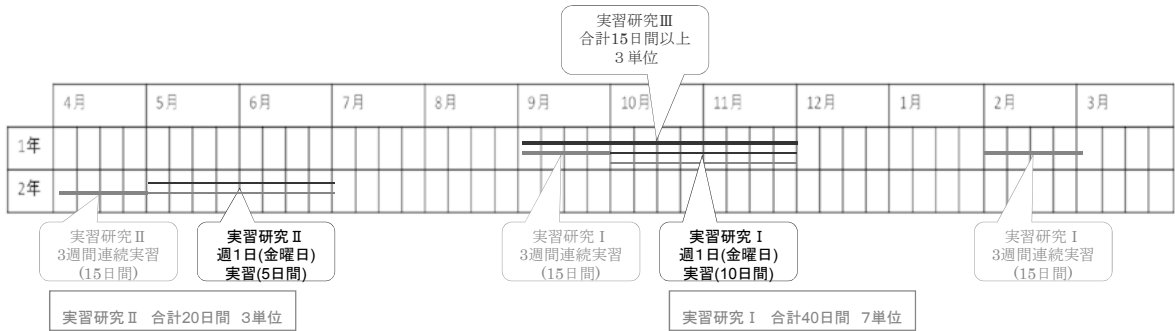 実習研究Ⅲ
合計15日間以上
3単位
4月 5月 6月 7月 8月 9月 10月 11月 12月 1月 2月 3月
1年
2年
実習研究Ⅱ
3週間連続実習
(15日間)
実習研究Ⅱ
週1日(金曜日)
実習(5日間)
実習研究Ⅰ
3週間連続実習
(15日間)
実習研究Ⅰ
週1日(金曜日)
実習(10日間)
実習研究Ⅰ
3週間連続実習
(15日間)
実習研究Ⅱ 合計20日間 3単位
実習研究Ⅰ 合計40日間 7単位